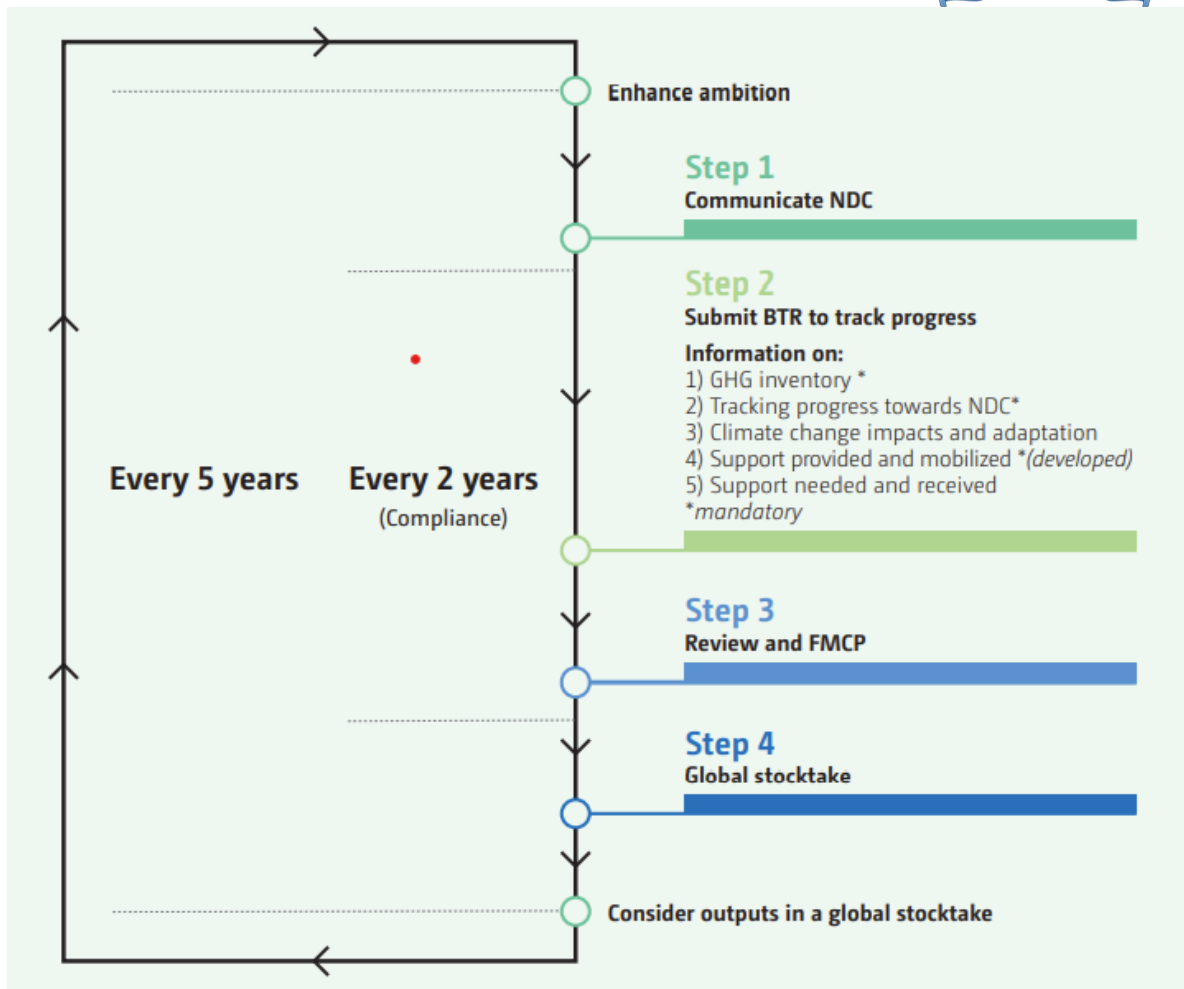 Enhance ambition
Step 1
Communicate NDC
Step 2
Submit BTR to track progress
Information on:
1) GHG inventory *
2) Tracking progress towards NDC*
3) Climate change impacts and adaptation
4) Support provided and mobilized *(developed)
5) Support needed and received
*mandatory
Every 5 years
Every 2 years
(Compliance)
Step 3
Review and FMCP
Step 4
Global stocktake
Consider outputs in a global stocktake